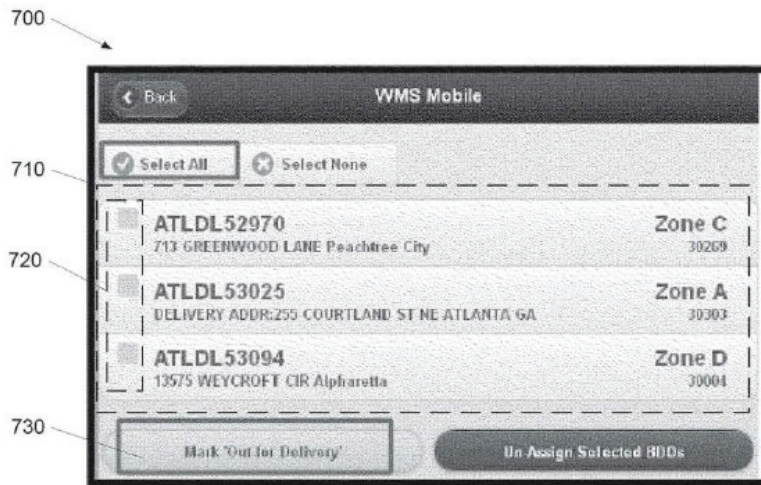 700
Back WMS Mobile
710
Select All Select None
ATLDL52970 Zone C
713 GREENWOOD LANE Peachtree City 30269
720
ATLDL53025 Zone A
DELIVERY ADDR:255 COURTLAND ST NE ATLANTA GA 30303
ATLDL53094 Zone D
13575 WEYCROFT CIR Alpharetta 30004
730
Mark 'Out for Delivery' Un-Assign Selected BDDs